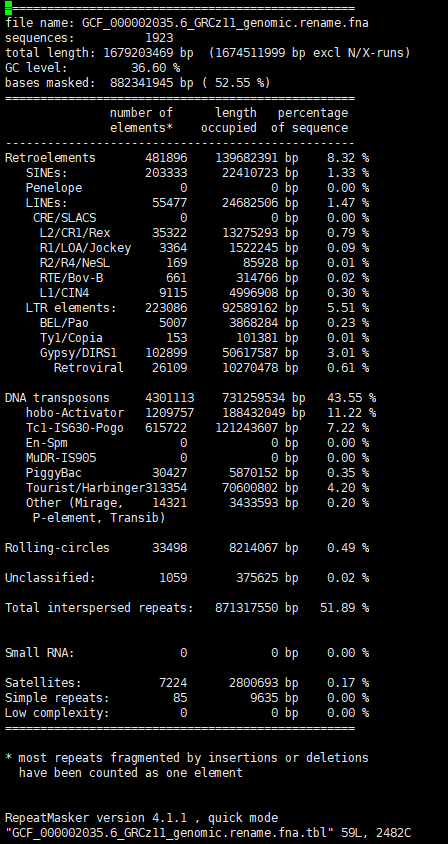 ==================================================
file name: GCF_000002035.6_GRCz11_genomic.rename.fna
sequences:          1923
total length: 1679203469 bp  (1674511999 bp excl N/X-runs)
GC level:         36.60 %
bases masked:  882341945 bp ( 52.55 %)
==================================================
               number of      length   percentage
               elements*    occupied  of sequence
--------------------------------------------------
Retroelements       481896    139682391 bp    8.32 %
   SINEs:           203333     22410723 bp    1.33 %
   Penelope              0            0 bp    0.00 %
   LINEs:            55477     24682506 bp    1.47 %
    CRE/SLACS            0            0 bp    0.00 %
     L2/CR1/Rex      35322     13275293 bp    0.79 %
     R1/LOA/Jockey    3364      1522245 bp    0.09 %
     R2/R4/NeSL        169        85928 bp    0.01 %
     RTE/Bov-B         661       314766 bp    0.02 %
     L1/CIN4          9115      4996908 bp    0.30 %
   LTR elements:    223086     92589162 bp    5.51 %
     BEL/Pao          5007      3868284 bp    0.23 %
     Ty1/Copia         153       101381 bp    0.01 %
     Gypsy/DIRS1    102899     50617587 bp    3.01 %
       Retroviral    26109     10270478 bp    0.61 %
DNA transposons    4301113    731259534 bp   43.55 %
   hobo-Activator  1209757    188432049 bp   11.22 %
   Tc1-IS630-Pogo   615722    121243607 bp    7.22 %
   En-Spm                0            0 bp    0.00 %
   MuDR-IS905            0            0 bp    0.00 %
   PiggyBac          30427      5870152 bp    0.35 %
   Tourist/Harbinger313354     70600802 bp    4.20 %
   Other (Mirage,    14321      3433593 bp    0.20 %
    P-element, Transib)
Rolling-circles      33498      8214067 bp    0.49 %
Unclassified:         1059       375625 bp    0.02 %
Total interspersed repeats:   871317550 bp   51.89 %
Small RNA:               0            0 bp    0.00 %
Satellites:           7224      2800693 bp    0.17 %
Simple repeats:         85         9635 bp    0.00 %
Low complexity:          0            0 bp    0.00 %
==================================================
* most repeats fragmented by insertions or deletions
  have been counted as one element
RepeatMasker version 4.1.1 , quick mode
"GCF_000002035.6_GRCz11_genomic.rename.fna.tbl" 59L, 2482C